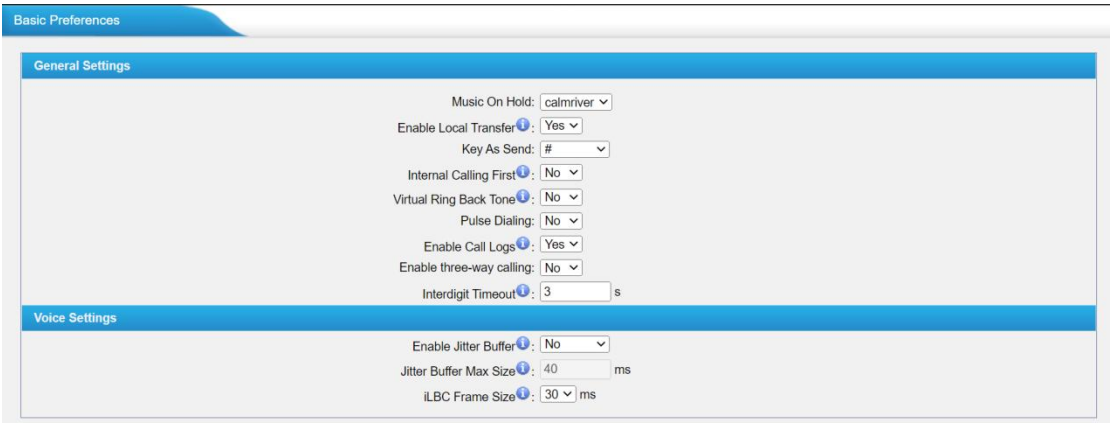 Basic Preferences
General Settings
Music On Hold: calmriver
Enable Local Transfer i : Yes
Key As Send: #
Internal Calling First i : No
Virtual Ring Back Tone i : No
Pulse Dialing: No
Enable Call Logs i : Yes
Enable three-way calling: No
Interdigit Timeout i : 3 s
Voice Settings
Enable Jitter Buffer i : No
Jitter Buffer Max Size i : 40 ms
iLBC Frame Size i : 30 ms